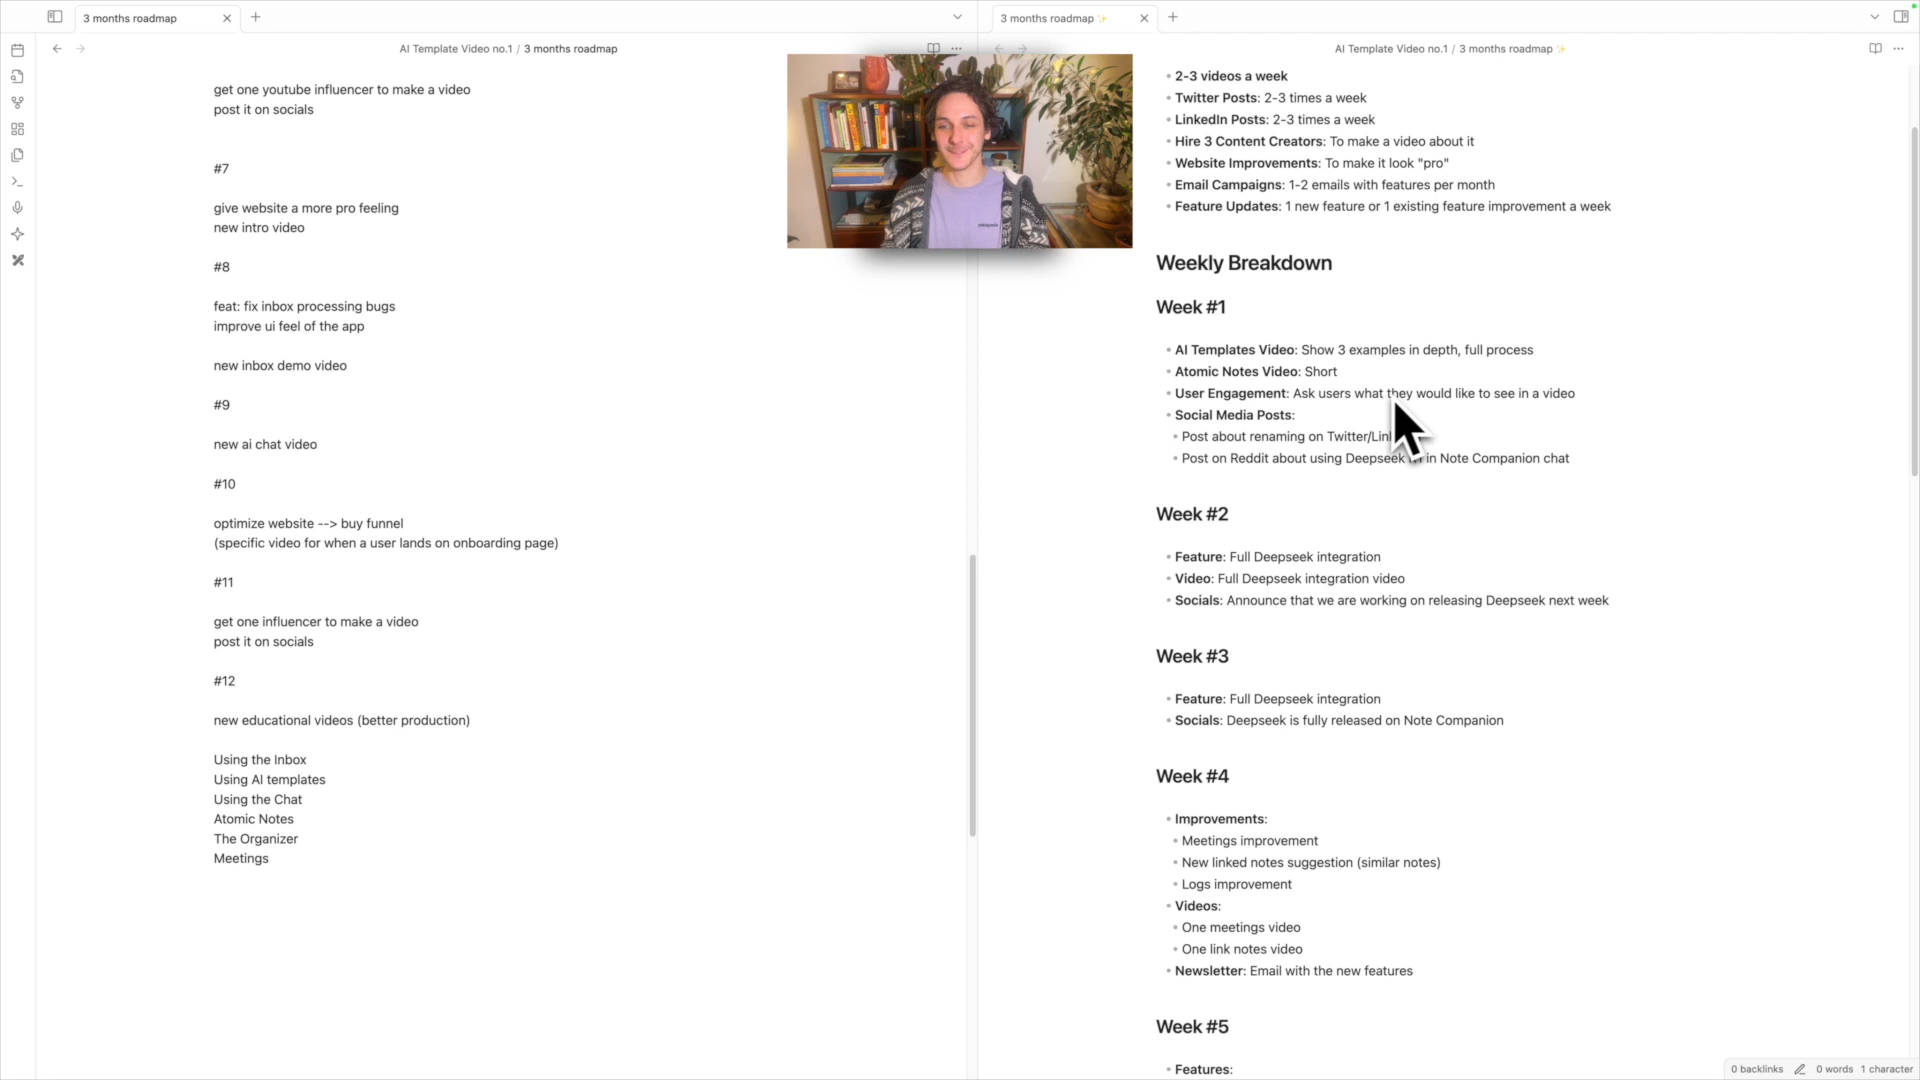 3 months roadmap
3 months roadmap ✨
AI Template Video no.1 / 3 months roadmap
get one youtube influencer to make a video
post it on socials
#7
give website a more pro feeling
new intro video
#8
feat: fix inbox processing bugs
improve ui feel of the app
new inbox demo video
#9
new ai chat video
#10
optimize website --> buy funnel
(specific video for when a user lands on onboarding page)
#11
get one influencer to make a video
post it on socials
#12
new educational videos (better production)
Using the Inbox
Using AI templates
Using the Chat
Atomic Notes
The Organizer
Meetings
AI Template Video no.1 / 3 months roadmap ✨
2-3 videos a week
Twitter Posts: 2-3 times a week
LinkedIn Posts: 2-3 times a week
Hire 3 Content Creators: To make a video about it
Website Improvements: To make it look "pro"
Email Campaigns: 1-2 emails with features per month
Feature Updates: 1 new feature or 1 existing feature improvement a week
Weekly Breakdown
Week #1
AI Templates Video: Show 3 examples in depth, full process
Atomic Notes Video: Short
User Engagement: Ask users what they would like to see in a video
Social Media Posts:
Post about renaming on
Post on Reddit about using Deepseek in Note Companion chat
Week #2
Feature: Full Deepseek integration
Video: Full Deepseek integration video
Socials: Announce that we are working on releasing Deepseek next week
Week #3
Feature: Full Deepseek integration
Socials: Deepseek is fully released on Note Companion
Week #4
Improvements:
Meetings improvement
New linked notes suggestion (similar notes)
Logs improvement
Videos:
One meetings video
One link notes video
Newsletter: Email with the new features
Week #5
Features:
0 backlinks 0 words 1 character